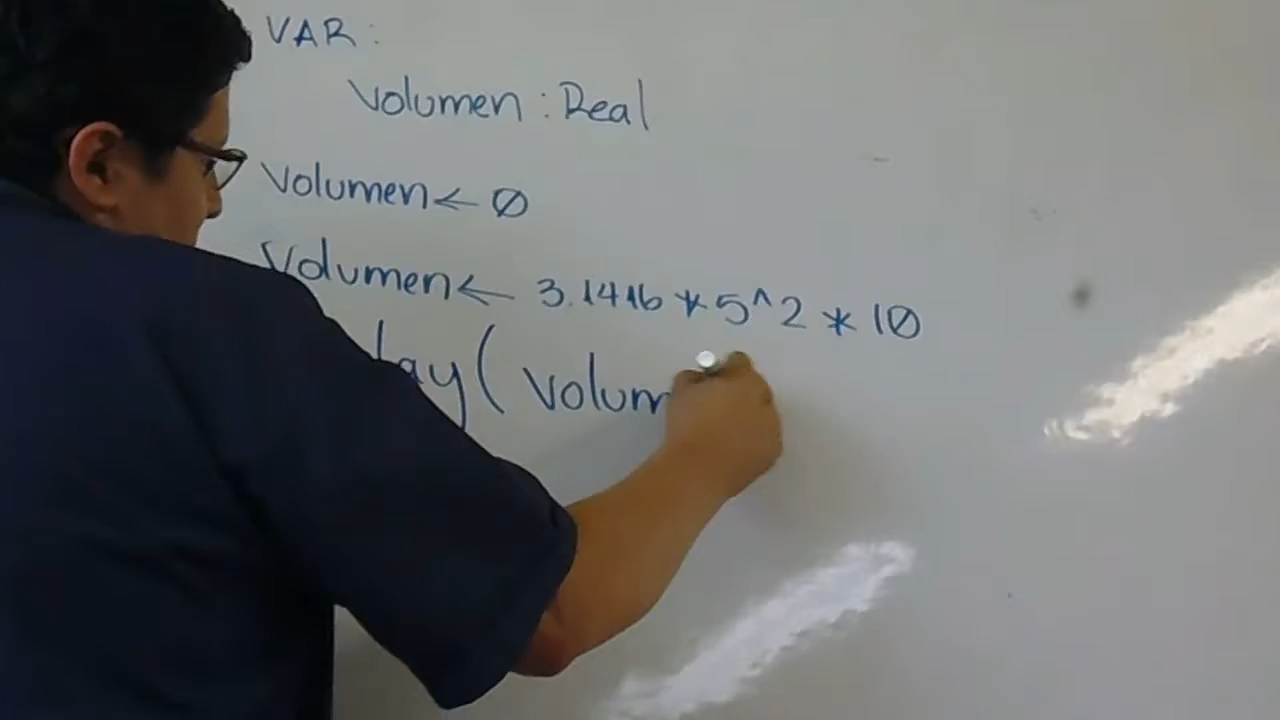 VAR:
Volumen : Real
Volumen ← 0
Volumen ← 3.1416 * 5^2 * 10
lay ( volum